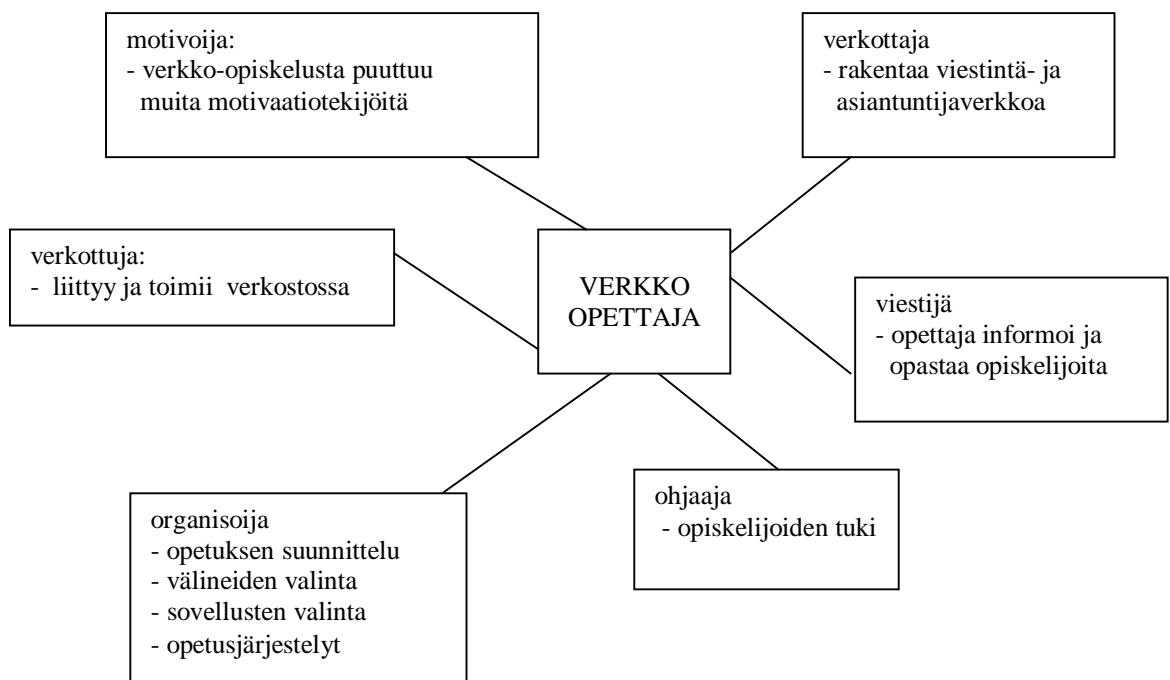 motivoija:
- verkko-opiskelusta puuttuu
muita motivaatiotekijöitä
verkottaja
- rakentaa viestintä- ja
asiantuntijaverkkoa
verkottuja:
- liittyy ja toimii verkostossa
VERKKO
OPETTAJA
viestijä
- opettaja informoi ja
opastaa opiskelijoita
organisoija
- opetuksen suunnittelu
- välineiden valinta
- sovellusten valinta
- opetusjärjestelyt
ohjaaja
- opiskelijoiden tuki